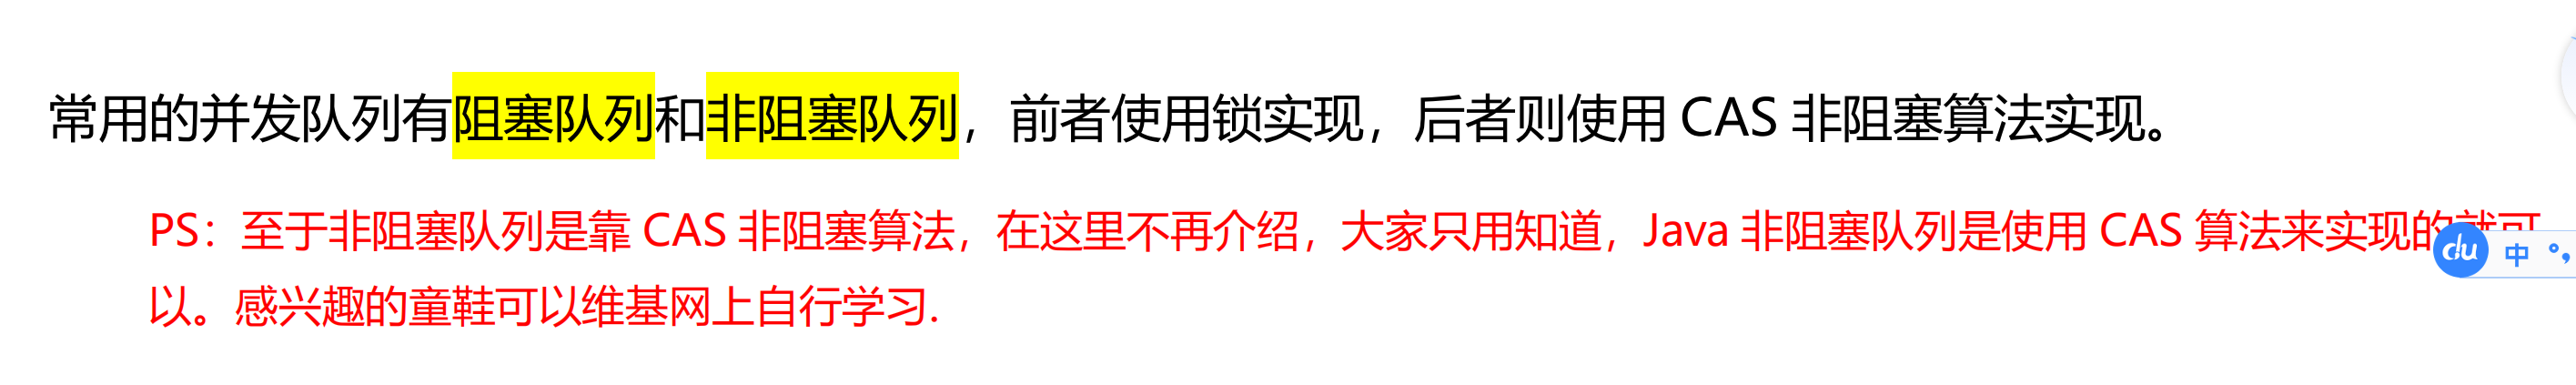 常用的并发队列有阻塞队列和非阻塞队列，前者使用锁实现，后者则使用 CAS 非阻塞算法实现。
PS：至于非阻塞队列是靠 CAS 非阻塞算法，在这里不再介绍，大家只用知道，Java 非阻塞队列是使用 CAS 算法来实现的就可
du 中
以。感兴趣的童鞋可以维基网上自行学习.